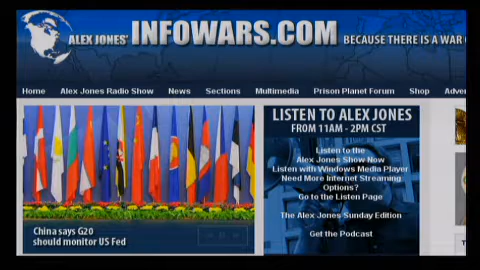 ALEX JONES' INFOWARS.COM BECAUSE THERE IS A WAR
Home Alex Jones Radio Show News Sections Multimedia Prison Planet Forum Shop
China says G20
should monitor US Fed
LISTEN TO ALEX JONES
FROM 11AM - 2PM CST
Listen to the
Alex Jones Show Now
Listen with Windows Media Player
Need More Internet Streaming
Options?
Go to the Listen Page
The Alex Jones Sunday Edition
Get the Podcast